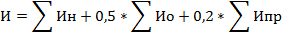 И = ∑ Ин + 0,5 * ∑ Ио + 0,2 * ∑ Ипр